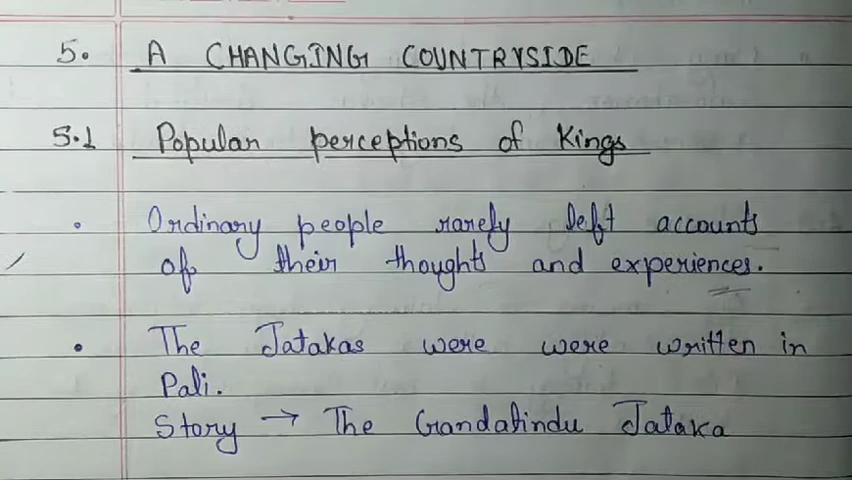 5. A CHANGING COUNTRYSIDE
5.1 Popular perceptions of Kings
• Ordinary people rarely left accounts
of their thoughts and experiences.
• The Jatakas were were written in
Pali.
Story → The Gandatindu Jataka